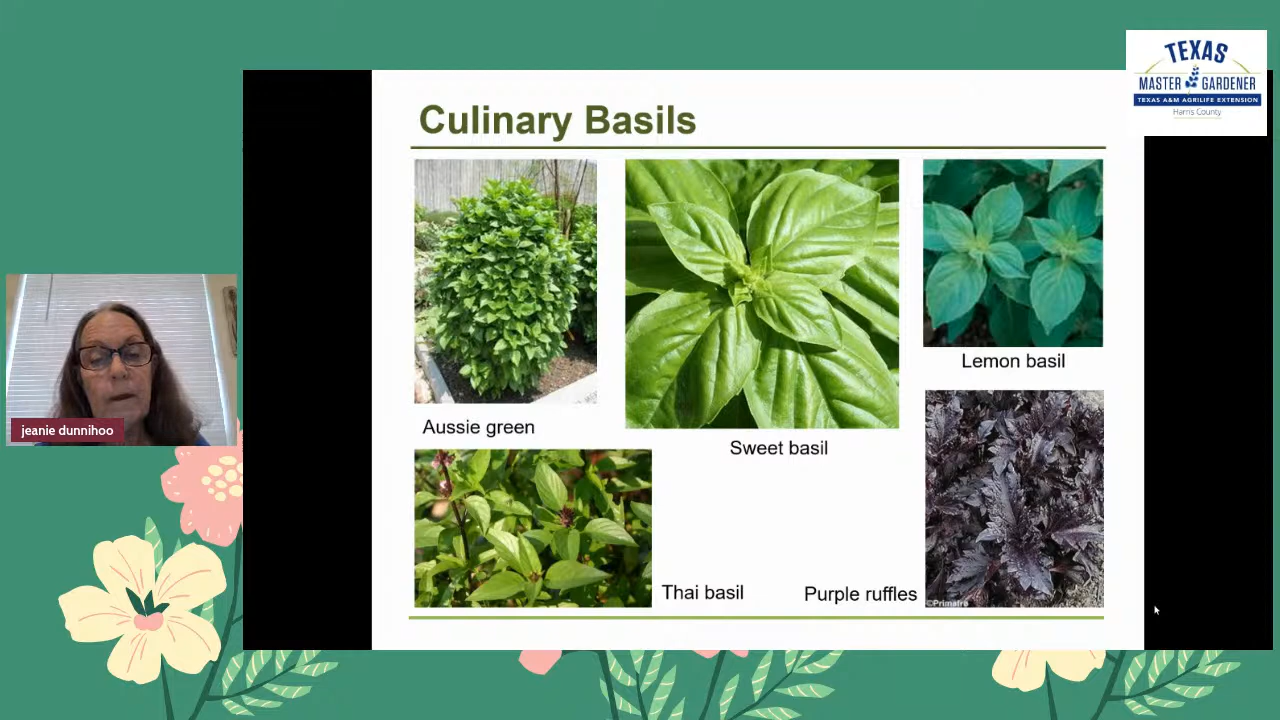 TEXAS
MASTER GARDENER
TEXAS A&M AGRILIFE EXTENSION
Harris County
Culinary Basils
Lemon basil
Aussie green
jeanie dunnihoo
Sweet basil
Thai basil
Purple ruffles
©Primafro